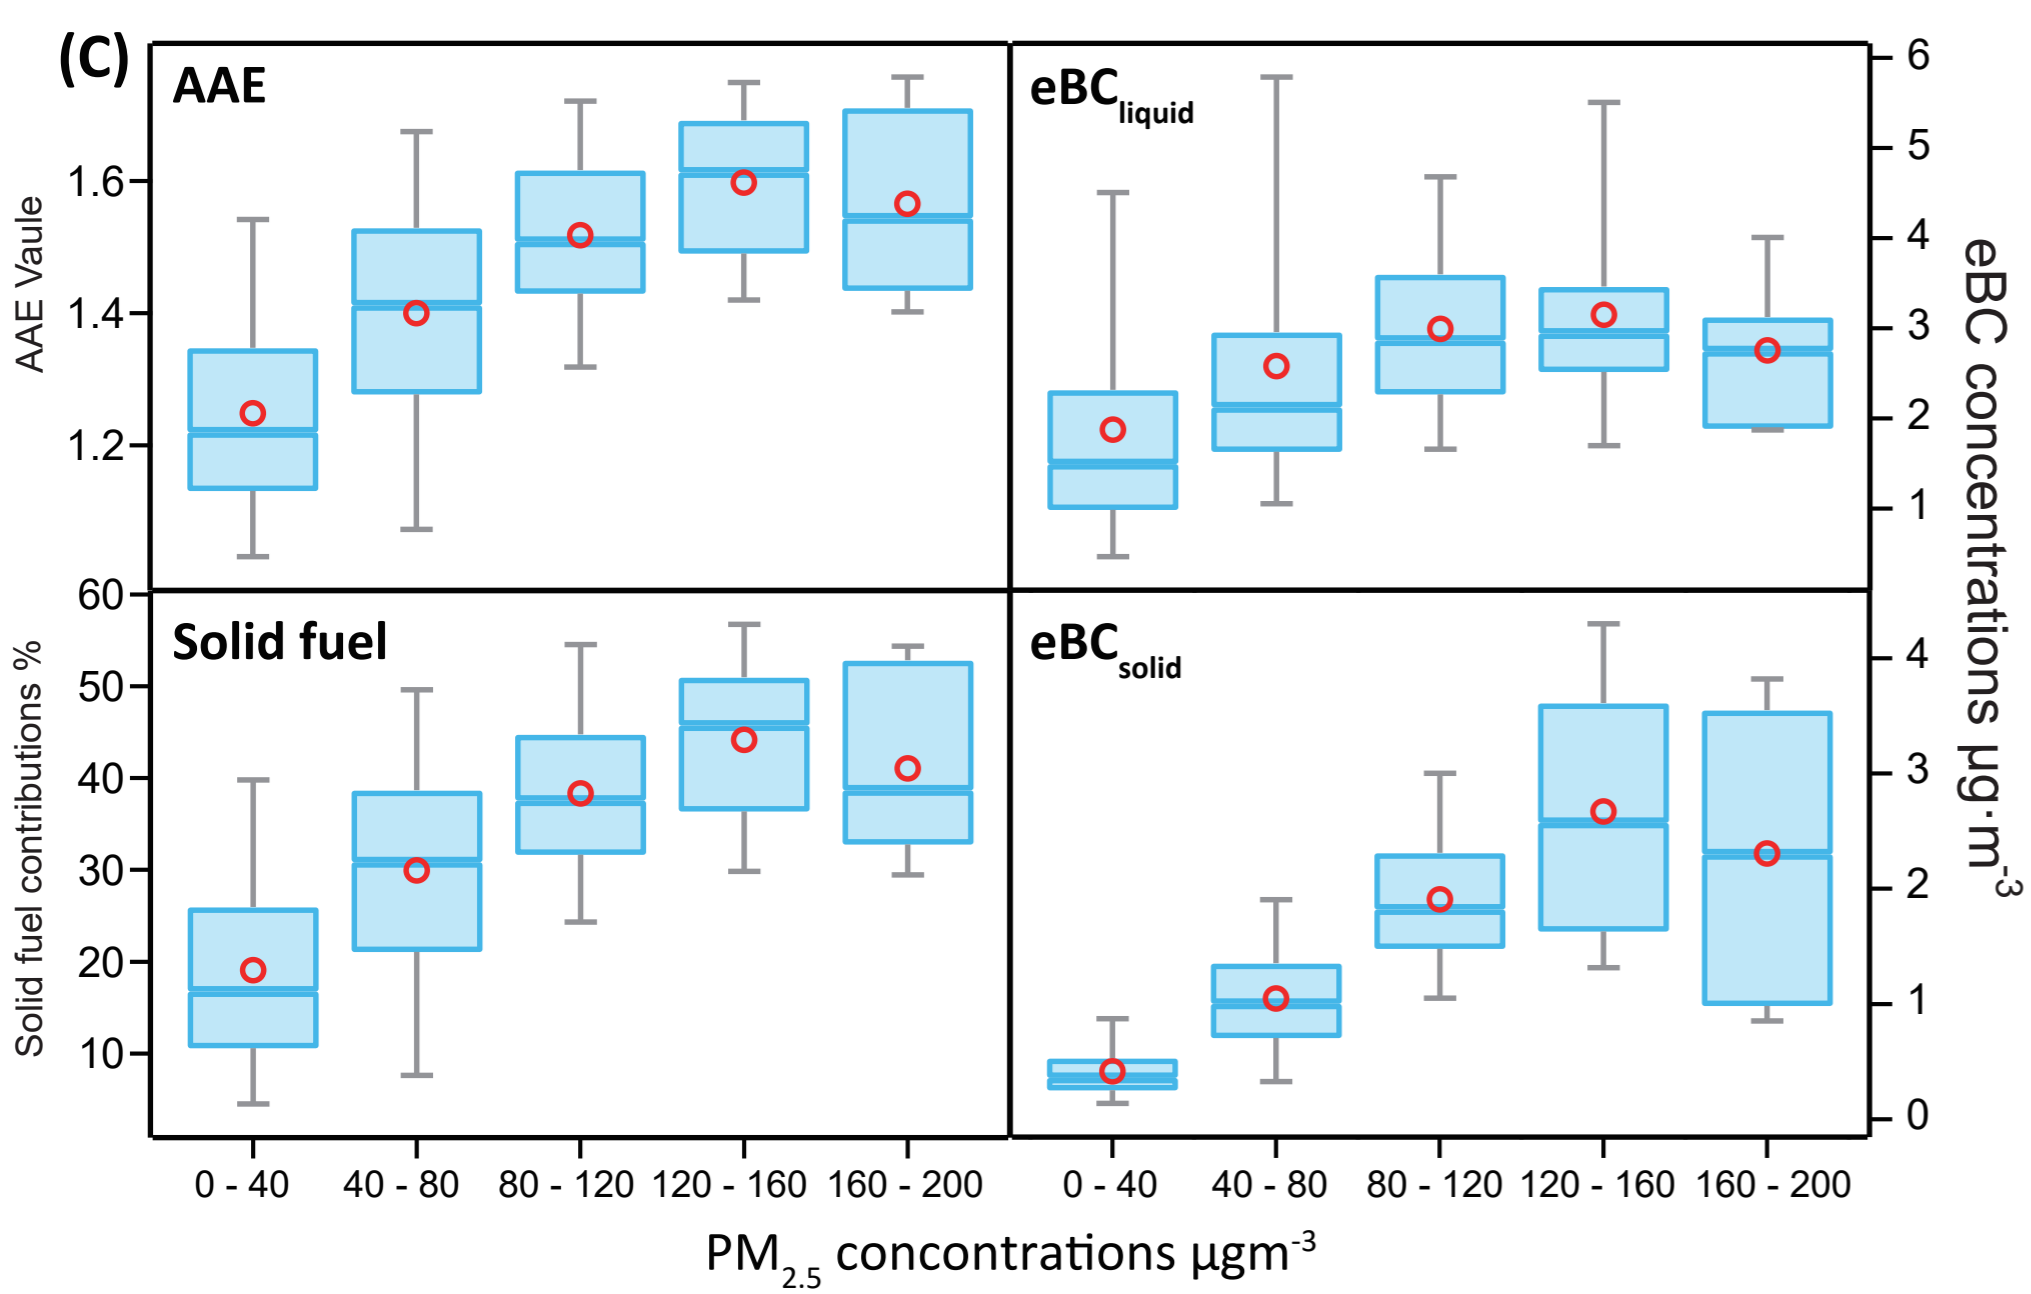 (C)
AAE
eBCliquid
AAE Vaule
1.6
1.4
1.2
6
5
4
3
2
1
eBC concentrations µg·m-3
Solid fuel
eBCsolid
Solid fuel contributions %
60
50
40
30
20
10
4
3
2
1
0
0 - 40 40 - 80 80 - 120 120 - 160 160 - 200
0 - 40 40 - 80 80 - 120 120 - 160 160 - 200
PM2.5 concontrations µgm-3